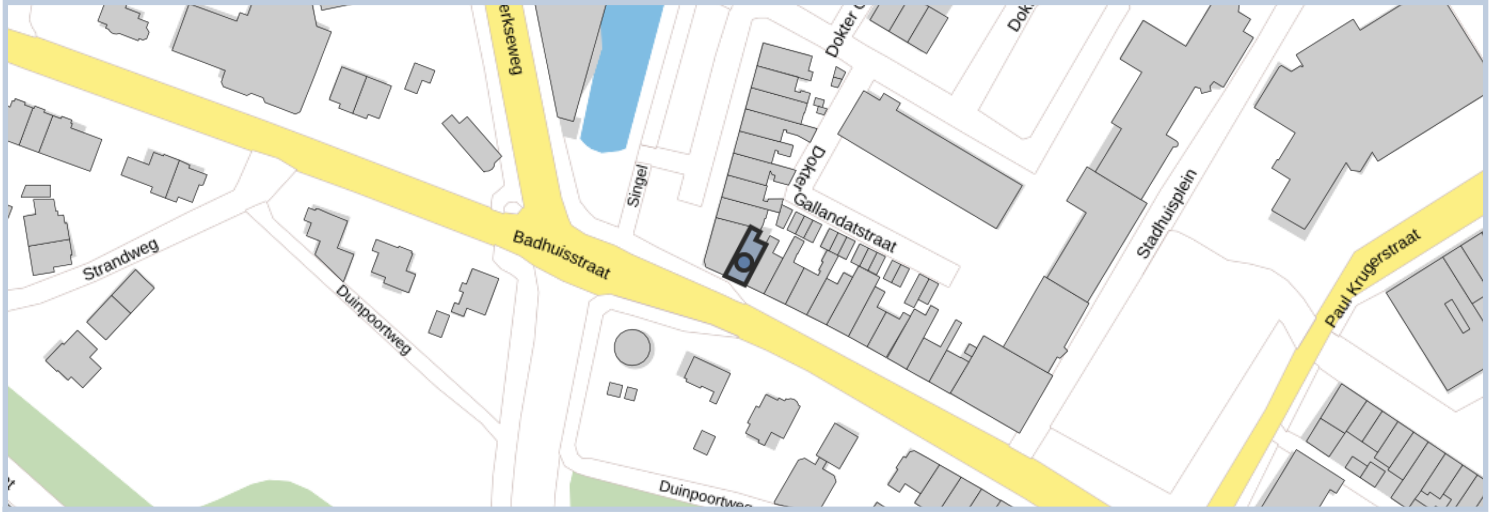 erkseweg
Dokter G
Dok
Singel
Dokter
Gallandatstraat
Stadhuisplein
Badhuisstraat
Strandweg
Paul Krugerstraat
Duinpoortweg
Duinpoortweg